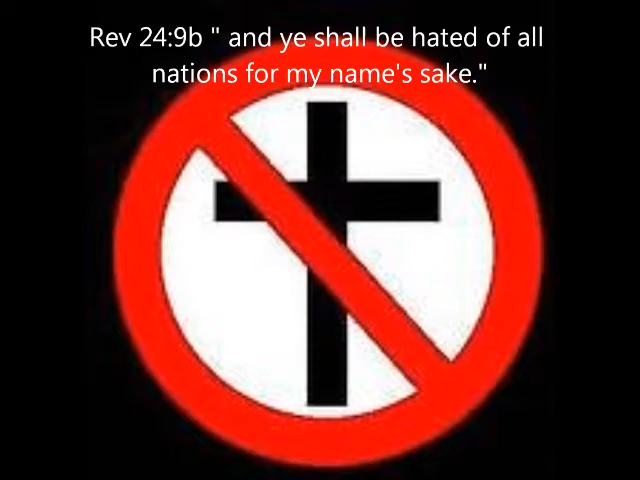 Rev 24:9b " and ye shall be hated of all
nations for my name's sake."